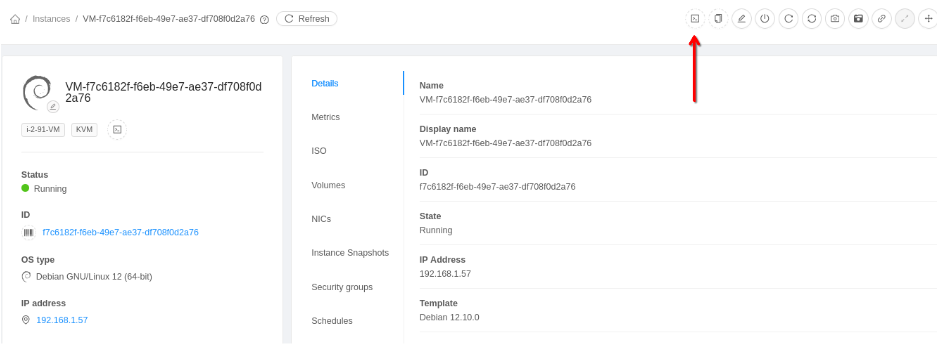 / Instances / VM-f7c6182f-f6eb-49e7-ae37-df708f0d2a76 Refresh
VM-f7c6182f-f6eb-49e7-ae37-df708f0d
2a76
i-2-91-VM KVM
Status
Running
ID
f7c6182f-f6eb-49e7-ae37-df708f0d2a76
OS type
Debian GNU/Linux 12 (64-bit)
IP address
192.168.1.57
Details
Metrics
ISO
Volumes
NICs
Instance Snapshots
Security groups
Schedules
Name
VM-f7c6182f-f6eb-49e7-ae37-df708f0d2a76
Display name
VM-f7c6182f-f6eb-49e7-ae37-df708f0d2a76
ID
f7c6182f-f6eb-49e7-ae37-df708f0d2a76
State
Running
IP Address
192.168.1.57
Template
Debian 12.10.0